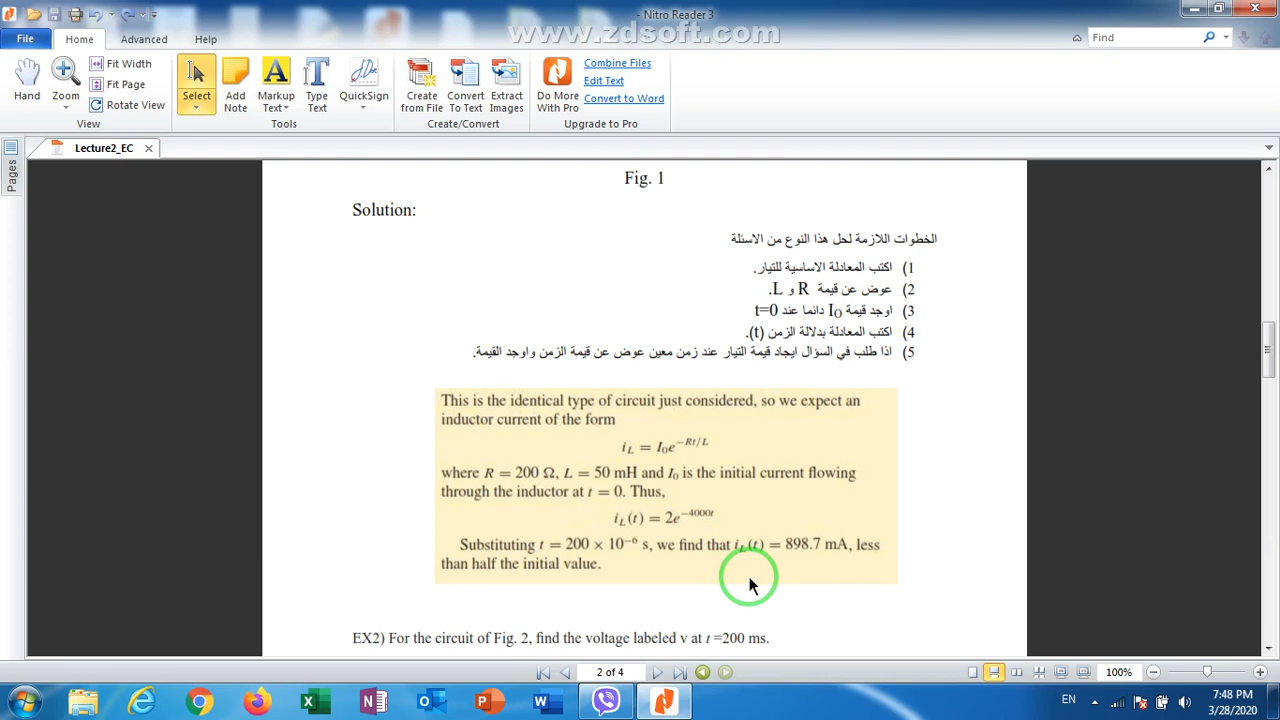 - Nitro Reader 3
www.zdsoft.com
File Home Advanced Help
Find
Hand
Zoom
Fit Width
Fit Page
Rotate View
View
Select
Add Note
Markup Text
Type Text
QuickSign
Tools
Create from File
Convert To Text
Extract Images
Create/Convert
Do More With Pro
Combine Files
Edit Text
Convert to Word
Upgrade to Pro
Lecture2_EC
Pages
Fig. 1
Solution:
الخطوات اللازمة لحل هذا النوع من الاسئلة
1) اكتب المعادلة الاساسية للتيار.
2) عوض عن قيمة R و L.
3) اوجد قيمة I₀ دائما عند t=0
4) اكتب المعادلة بدلالة الزمن (t).
5) اذا طلب في السؤال ايجاد قيمة التيار عند زمن معين عوض عن قيمة الزمن واوجد القيمة.
This is the identical type of circuit just considered, so we expect an
inductor current of the form
i_L = I₀e^{−Rt/L}
where R = 200 Ω, L = 50 mH and I₀ is the initial current flowing
through the inductor at t = 0. Thus,
i_L(t) = 2e^{−4000t}
Substituting t = 200 × 10⁻⁶ s, we find that i_L(t) = 898.7 mA, less
than half the initial value.
EX2) For the circuit of Fig. 2, find the voltage labeled v at t =200 ms.
2 of 4
100%
EN
7:48 PM
3/28/2020